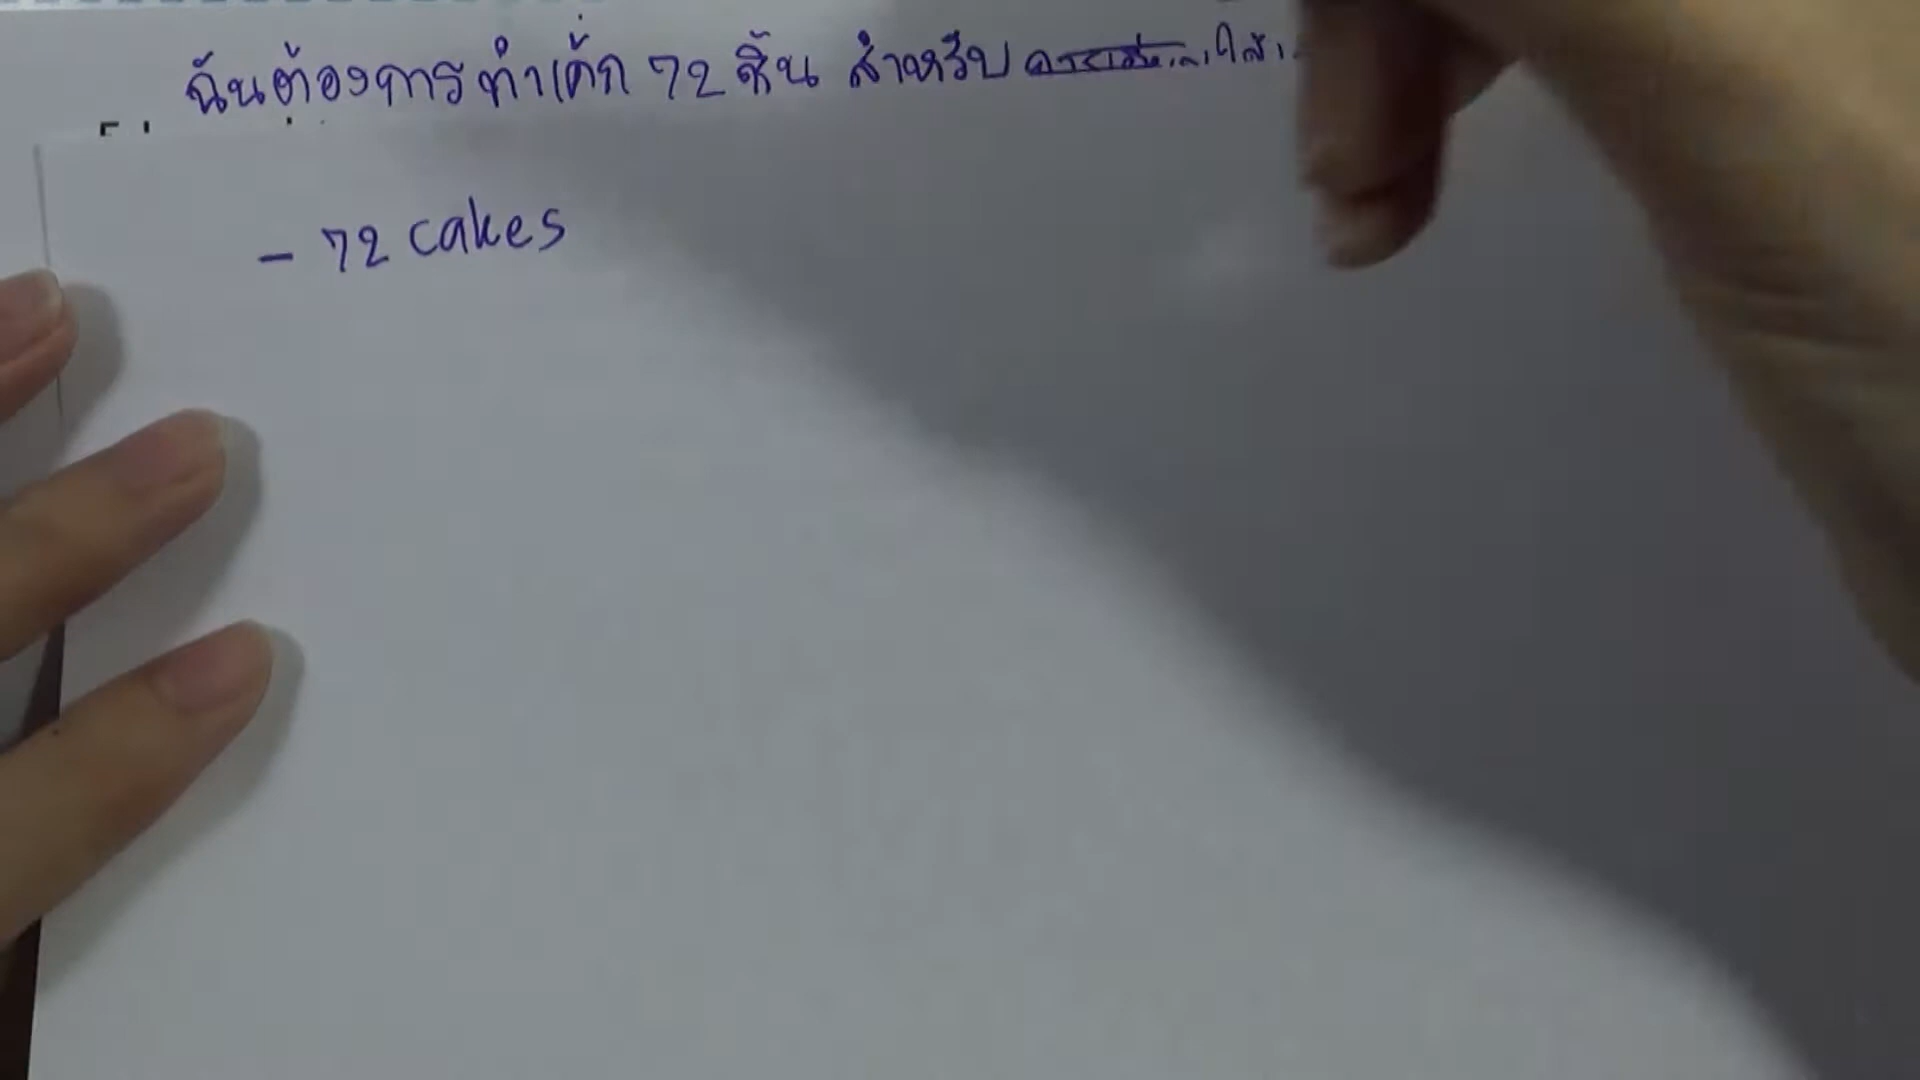 ฉันต้องการทำเค้ก 72 ชิ้น สำหรับ
- 72 cakes